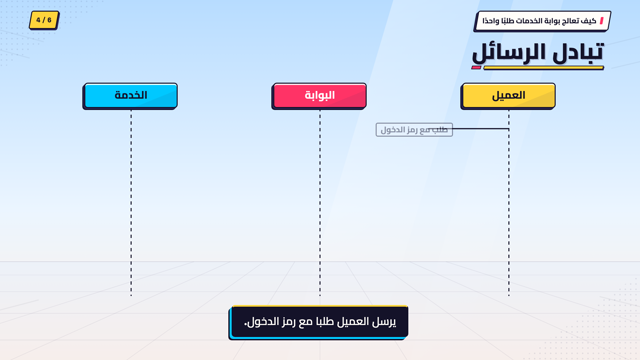 كيف تعالج بوابة الخدمات طلبًا واحدًا
4 / 6
تبادل الرسائل
العميل
البوابة
الخدمة
طلب مع رمز الدخول
يرسل العميل طلبا مع رمز الدخول.